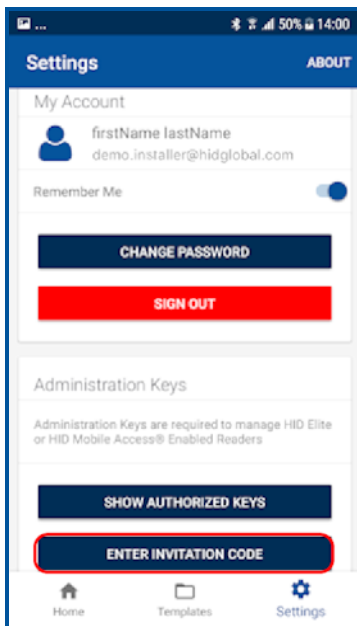 ... 50% 14:00
Settings ABOUT
My Account
firstName lastName
demo.installer@hidglobal.com
Remember Me
CHANGE PASSWORD
SIGN OUT
Administration Keys
Administration Keys are required to manage HID Elite
or HID Mobile Access® Enabled Readers
SHOW AUTHORIZED KEYS
ENTER INVITATION CODE
Home Templates Settings